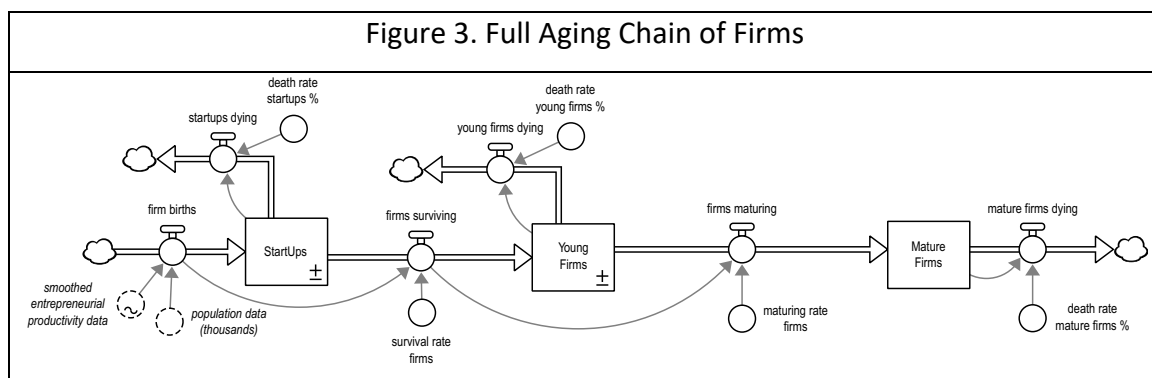 Figure 3. Full Aging Chain of Firms
death rate
startups %
startups dying
death rate
young firms %
young firms dying
firm births
StartUps
±
firms surviving
Young
Firms
±
firms maturing
Mature
Firms
mature firms dying
smoothed
entrepreneurial
productivity data
population data
(thousands)
survival rate
firms
maturing rate
firms
death rate
mature firms %